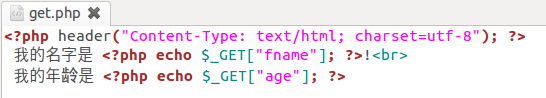 get.php
<?php header("Content-Type: text/html; charset=utf-8"); ?>
我的名字是 <?php echo $_GET["fname"]; ?>!<br>
我的年龄是 <?php echo $_GET["age"]; ?>